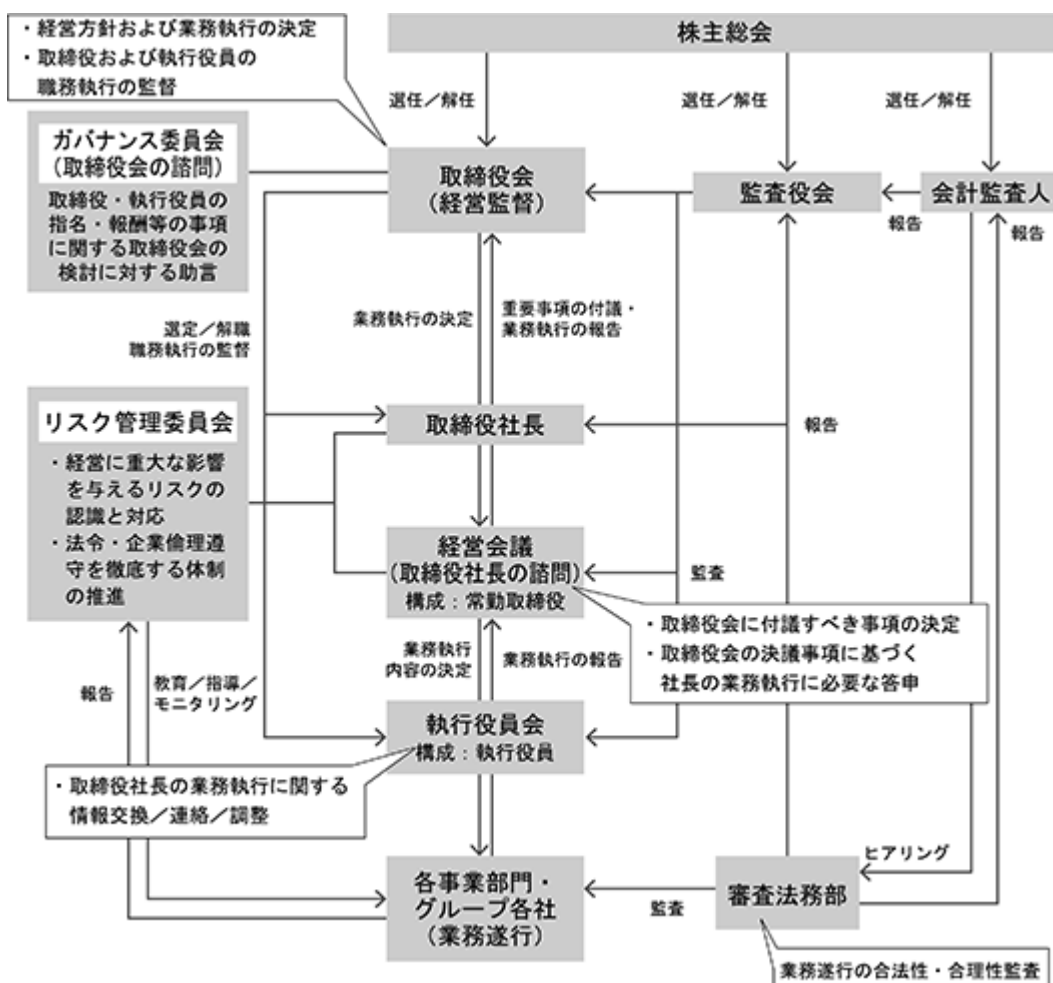 ・経営方針および業務執行の決定
・取締役および執行役員の
職務執行の監督
株主総会
選任／解任
選任／解任
選任／解任
ガバナンス委員会
(取締役会の諮問)
取締役・執行役員の
指名・報酬等の事項
に関する取締役会の
検討に対する助言
取締役会
(経営監督)
監査役会
会計監査人
報告
報告
選定／解職
職務執行の監督
業務執行の決定
重要事項の付議・
業務執行の報告
リスク管理委員会
・経営に重大な影響
を与えるリスクの
認識と対応
・法令・企業倫理遵
守を徹底する体制
の推進
取締役社長
報告
経営会議
(取締役社長の諮問)
構成：常勤取締役
監査
・取締役会に付議すべき事項の決定
・取締役会の決議事項に基づく
社長の業務執行に必要な答申
業務執行
内容の決定
業務執行の報告
報告
教育／指導／
モニタリング
執行役員会
構成：執行役員
・取締役社長の業務執行に関する
情報交換／連絡／調整
各事業部門・
グループ各社
(業務遂行)
監査
審査法務部
ヒアリング
業務遂行の合法性・合理性監査